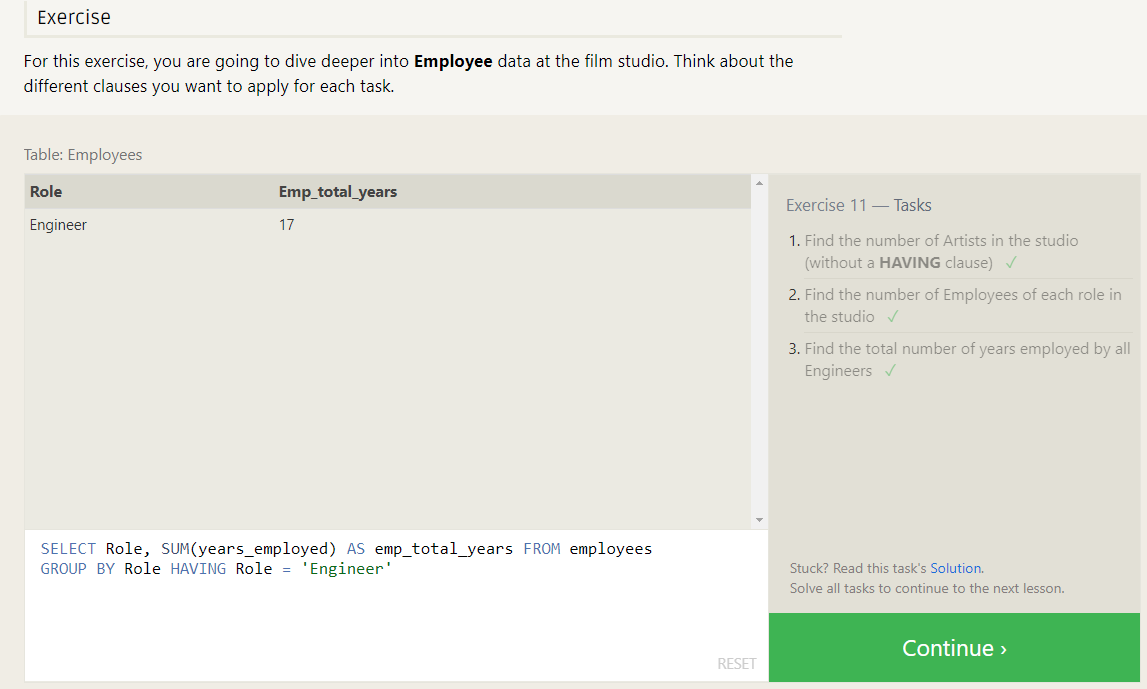 Exercise
For this exercise, you are going to dive deeper into Employee data at the film studio. Think about the
different clauses you want to apply for each task.
Table: Employees
Role Emp_total_years
Engineer 17
Exercise 11 — Tasks
1. Find the number of Artists in the studio
(without a HAVING clause) ✓
2. Find the number of Employees of each role in
the studio ✓
3. Find the total number of years employed by all
Engineers ✓
SELECT Role, SUM(years_employed) AS emp_total_years FROM employees
GROUP BY Role HAVING Role = 'Engineer'
RESET
Stuck? Read this task's Solution.
Solve all tasks to continue to the next lesson.
Continue ›